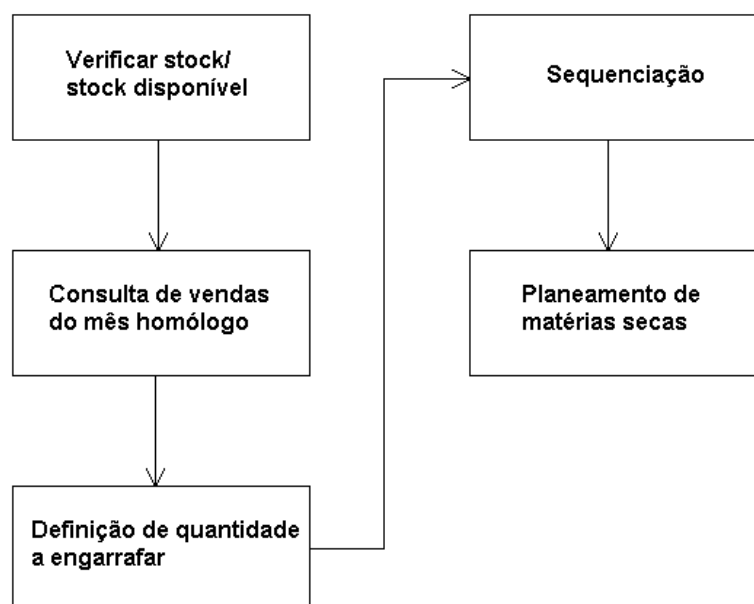 Verificar stock/
stock disponível
Consulta de vendas
do mês homólogo
Definição de quantidade
a engarrafar
Sequenciação
Planeamento de
matérias secas